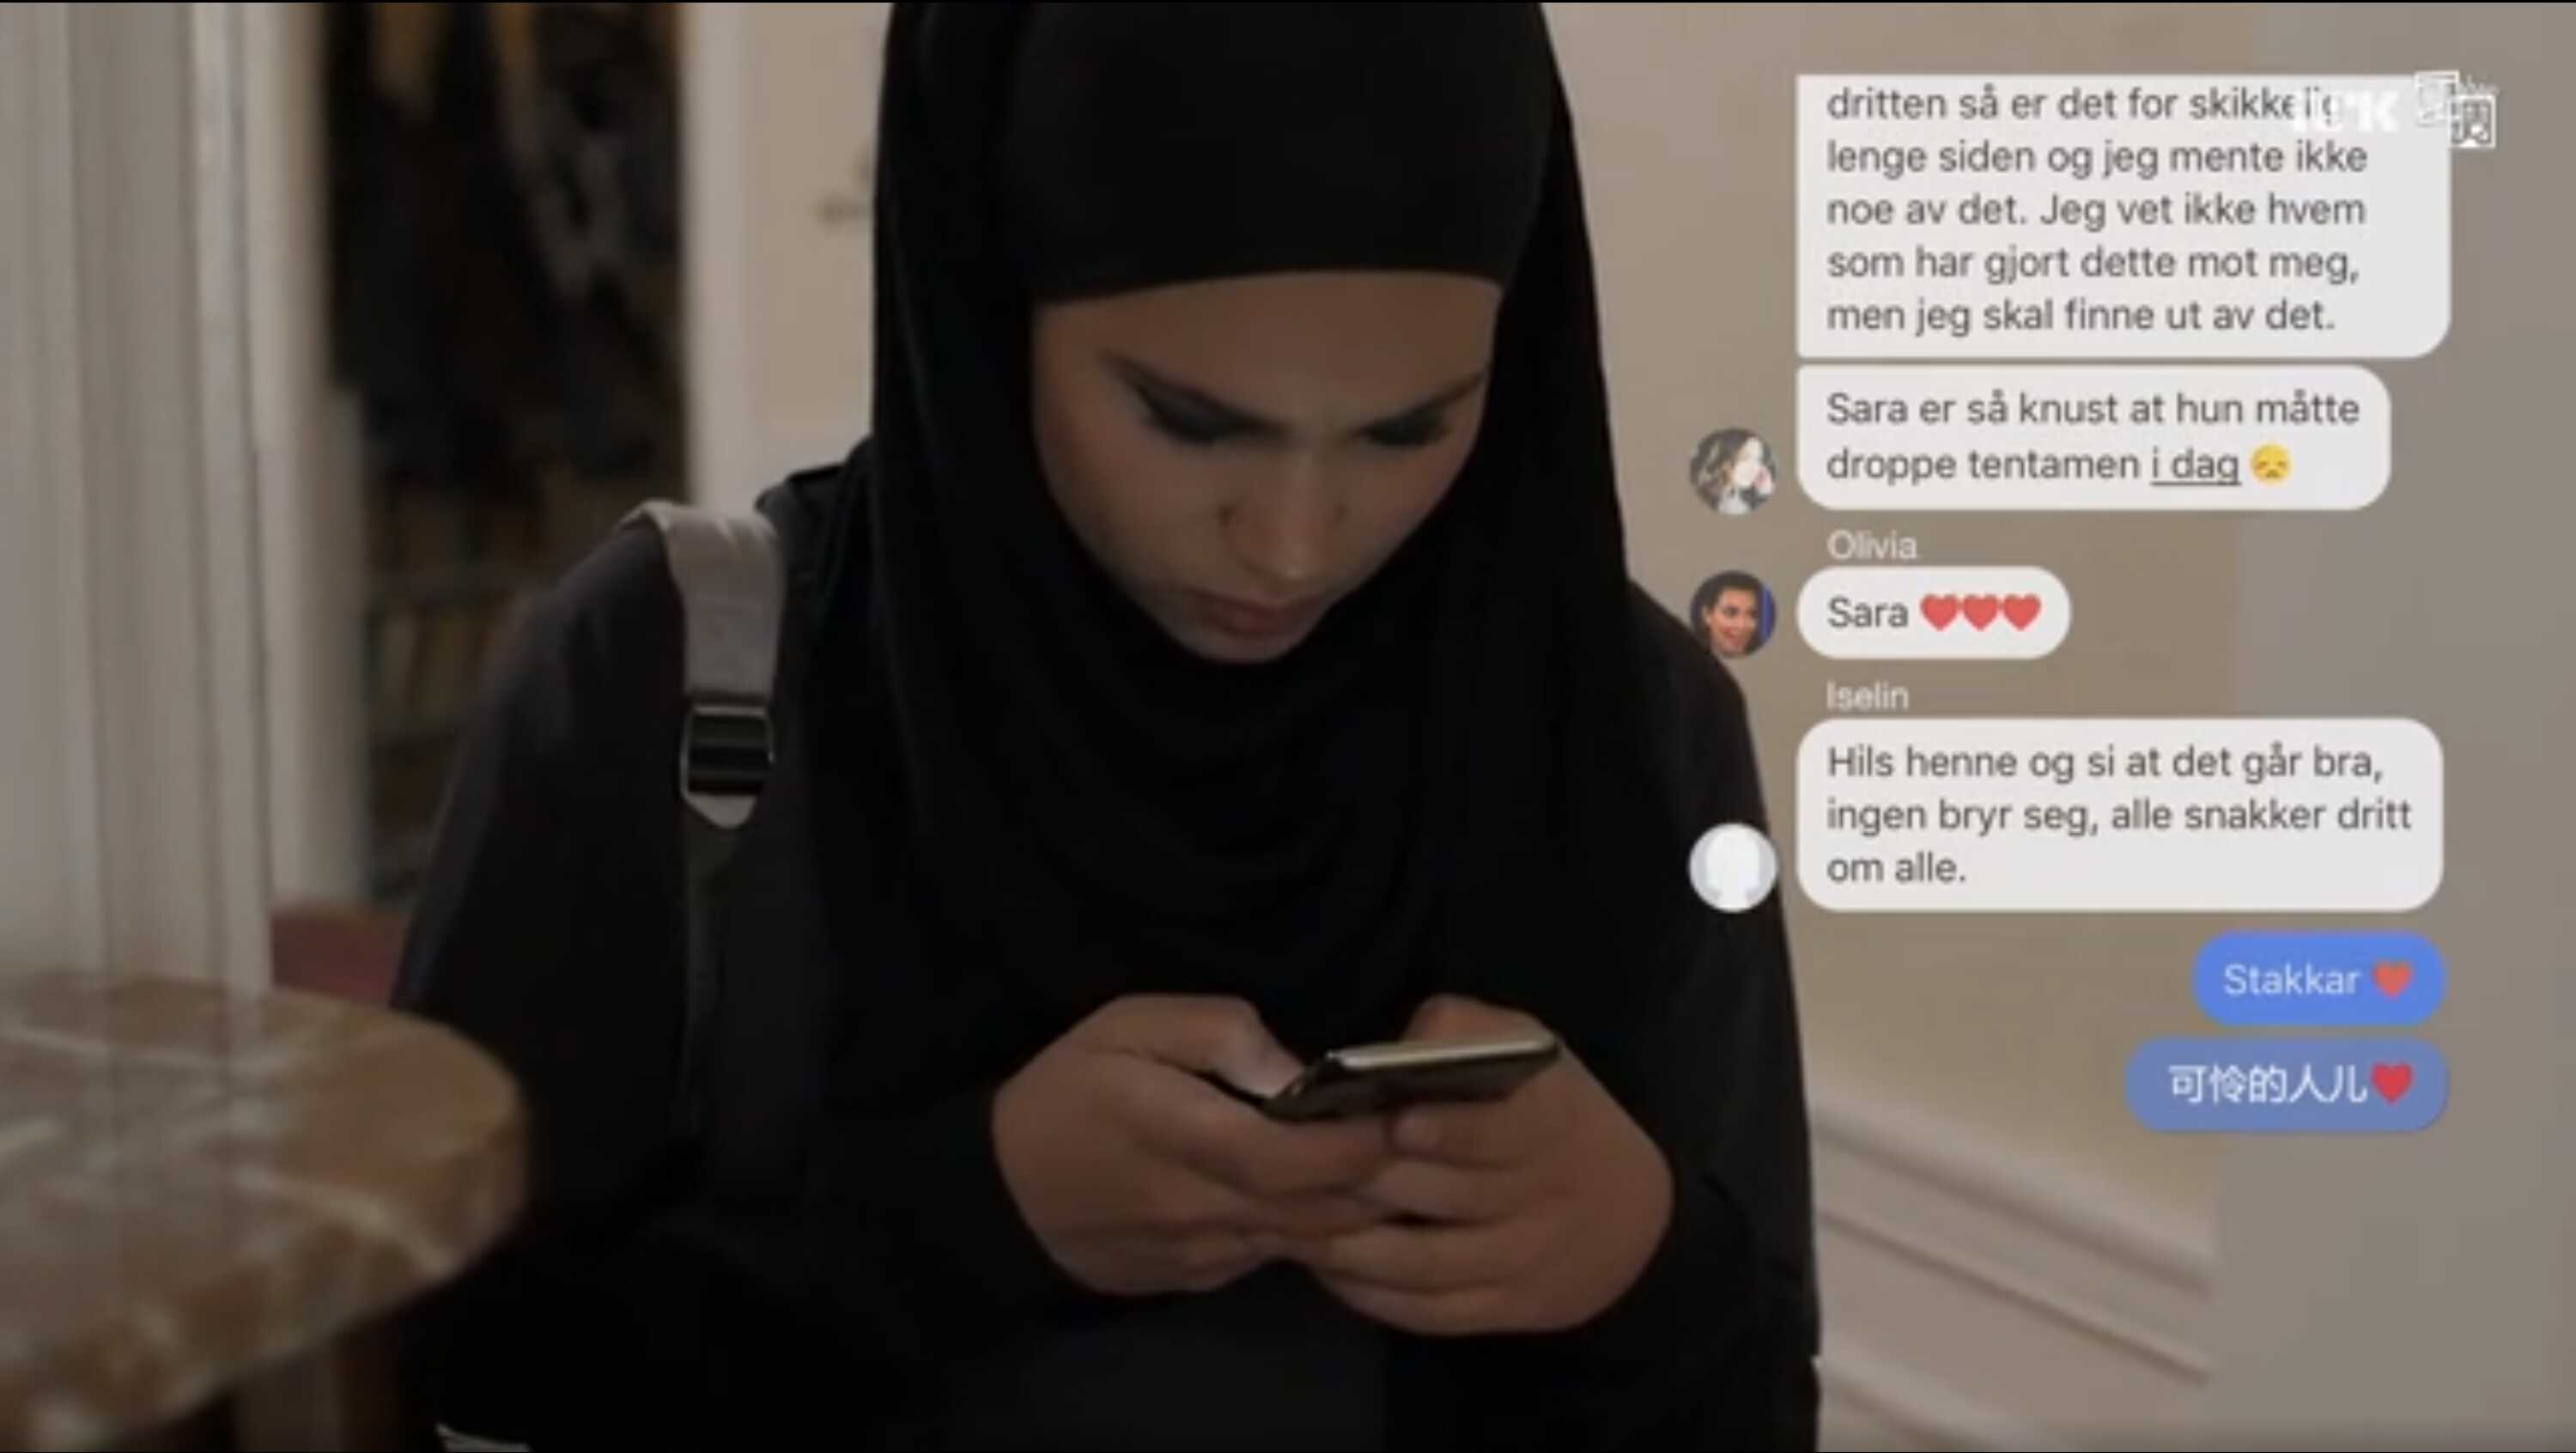 dritten så er det for skikkelig
lenge siden og jeg mente ikke
noe av det. Jeg vet ikke hvem
som har gjort dette mot meg,
men jeg skal finne ut av det.
Sara er så knust at hun måtte
droppe tentamen i dag 😞
Olivia
Sara ❤❤❤
Iselin
Hils henne og si at det går bra,
ingen bryr seg, alle snakker dritt
om alle.
Stakkar ❤
可怜的人儿❤